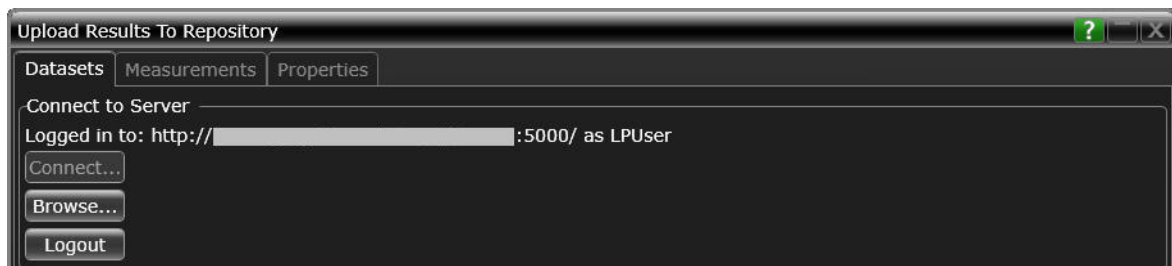 Upload Results To Repository
?
X
Datasets Measurements Properties
Connect to Server
Logged in to: http:// :5000/ as LPUser
Connect...
Browse...
Logout